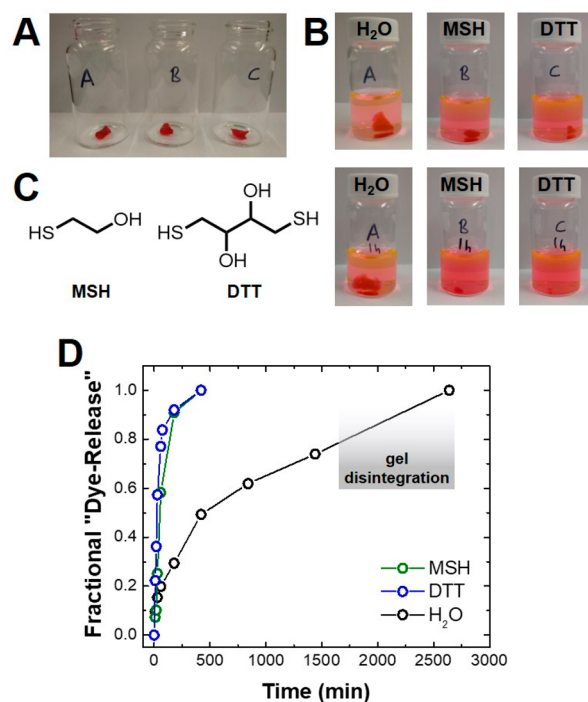 A
A
B
C
B
H₂O
MSH
DTT
A
B
C
H₂O
MSH
DTT
A
1h
B
1h
C
1h
C
HS
OH
MSH
OH
HS
SH
OH
DTT
D
Fractional "Dye-Release"
1.0
0.8
0.6
0.4
0.2
0.0
gel
disintegration
MSH
DTT
H₂O
0
500
1000
1500
2000
2500
3000
Time (min)